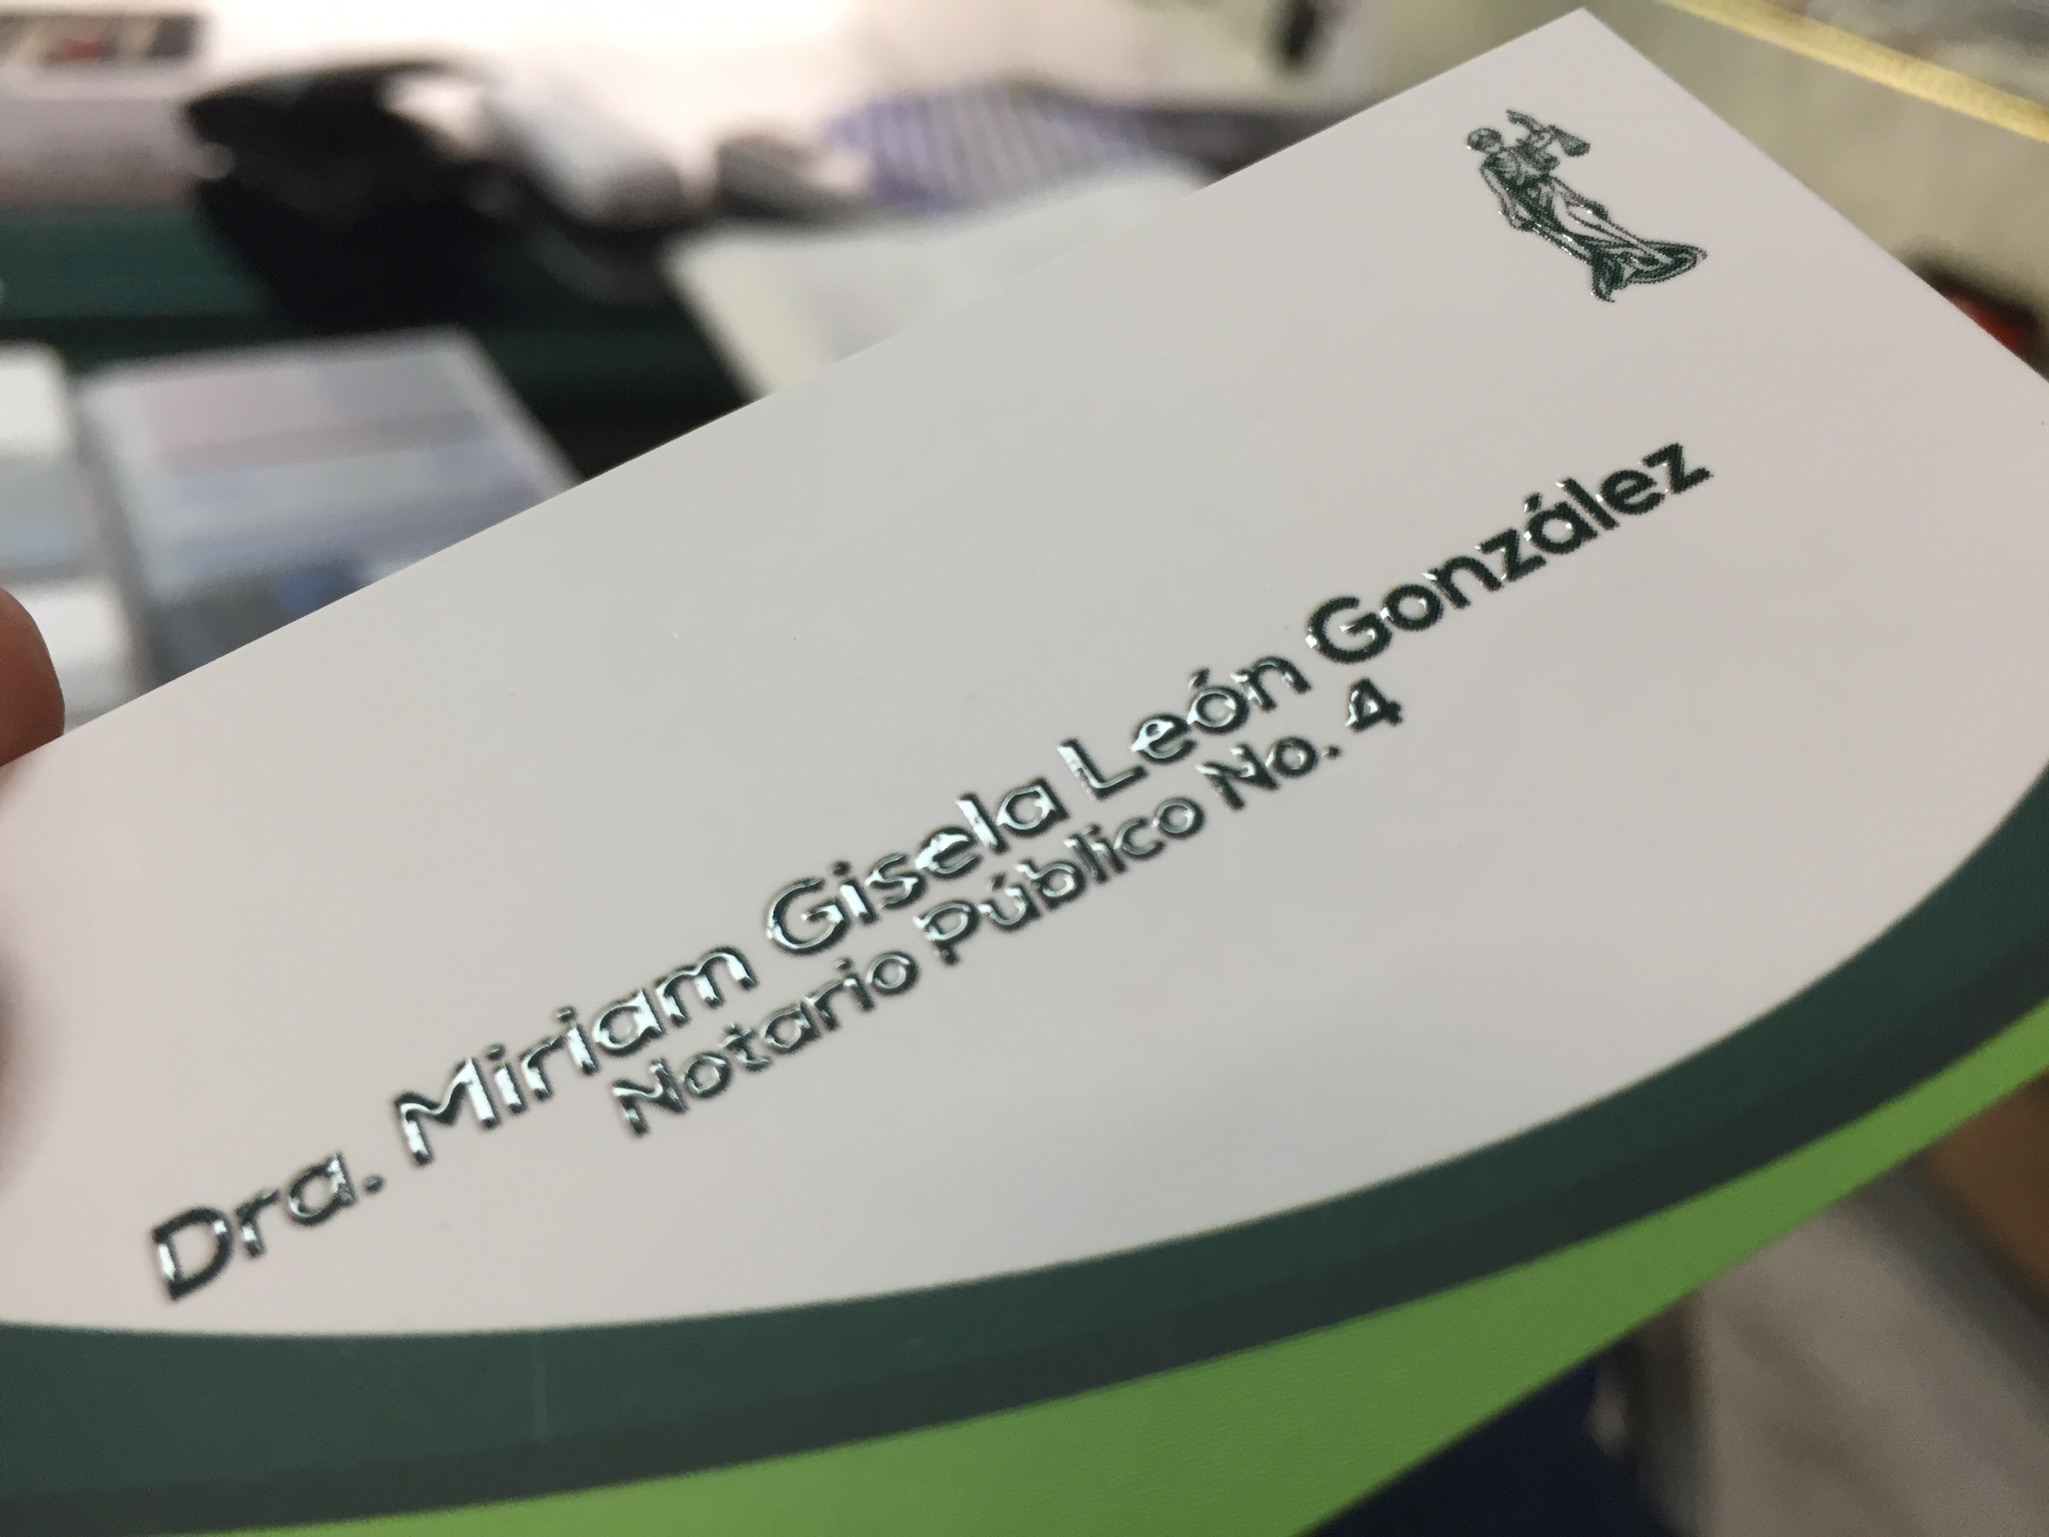 Dra. Miriam Gisela León González
Notario Público No. 4